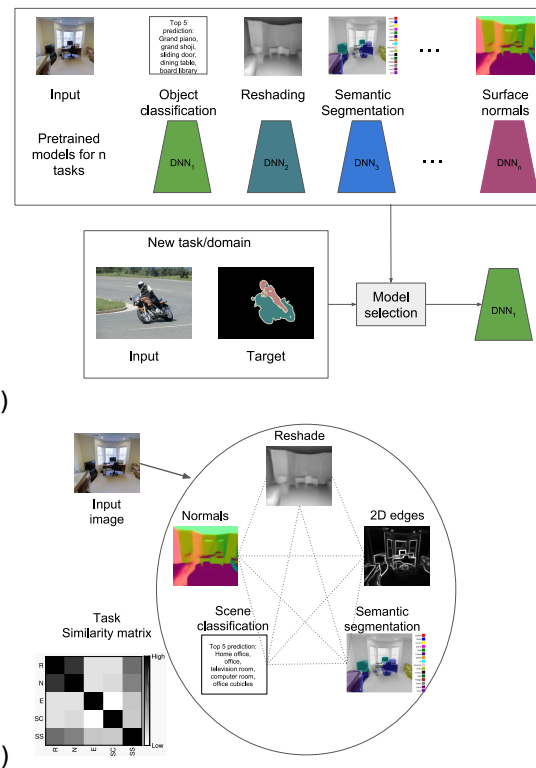 Top 5
prediction:
Grand piano,
grand shoji,
sliding door,
dining table,
board library
...
Input
Object
classification
Reshading
Semantic
Segmentation
Surface
normals
Pretrained
models for n
tasks
DNN1
DNN2
DNN3
...
DNNn
New task/domain
Input
Target
Model
selection
DNN1
)
Reshade
Input
image
Normals
2D edges
Scene
classification
Semantic
segmentation
Top 5 prediction:
Home office,
office,
television room,
computer room,
office cubicles
Task
Similarity matrix
High
Low
R
N
E
SC
SS
R
N
E
SC
SS
)